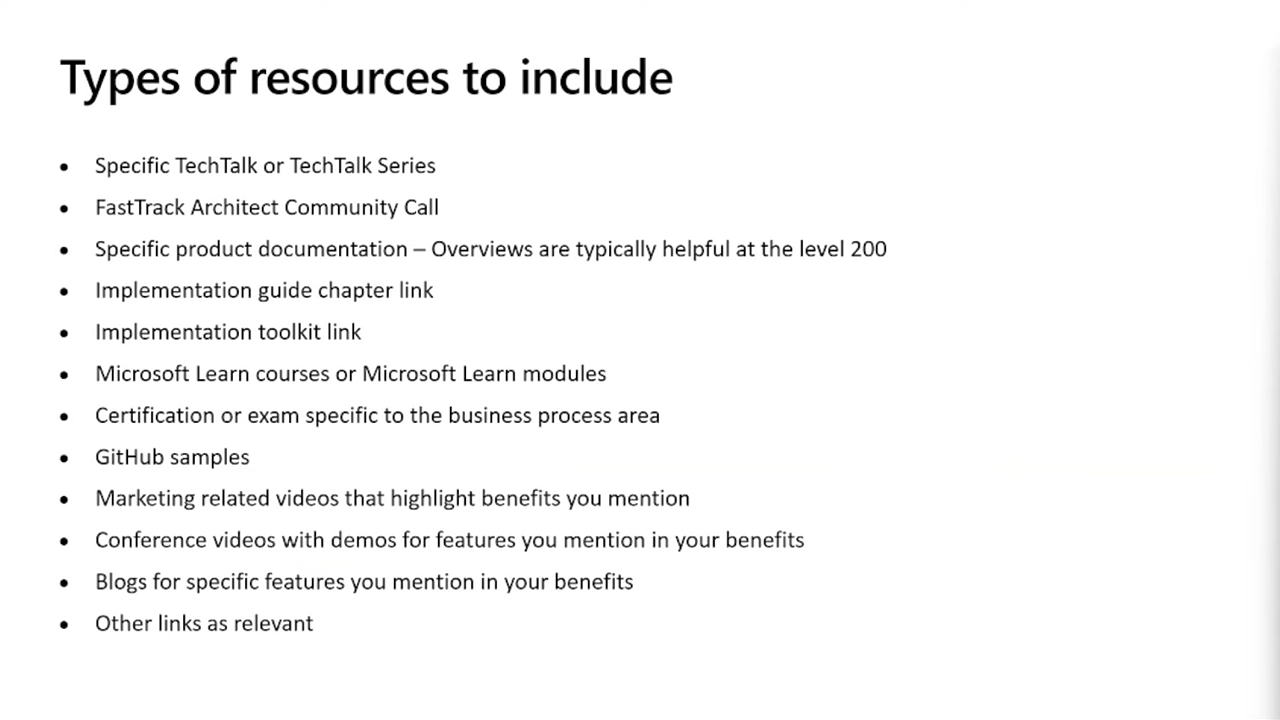 Types of resources to include
• Specific TechTalk or TechTalk Series
• FastTrack Architect Community Call
• Specific product documentation – Overviews are typically helpful at the level 200
• Implementation guide chapter link
• Implementation toolkit link
• Microsoft Learn courses or Microsoft Learn modules
• Certification or exam specific to the business process area
• GitHub samples
• Marketing related videos that highlight benefits you mention
• Conference videos with demos for features you mention in your benefits
• Blogs for specific features you mention in your benefits
• Other links as relevant